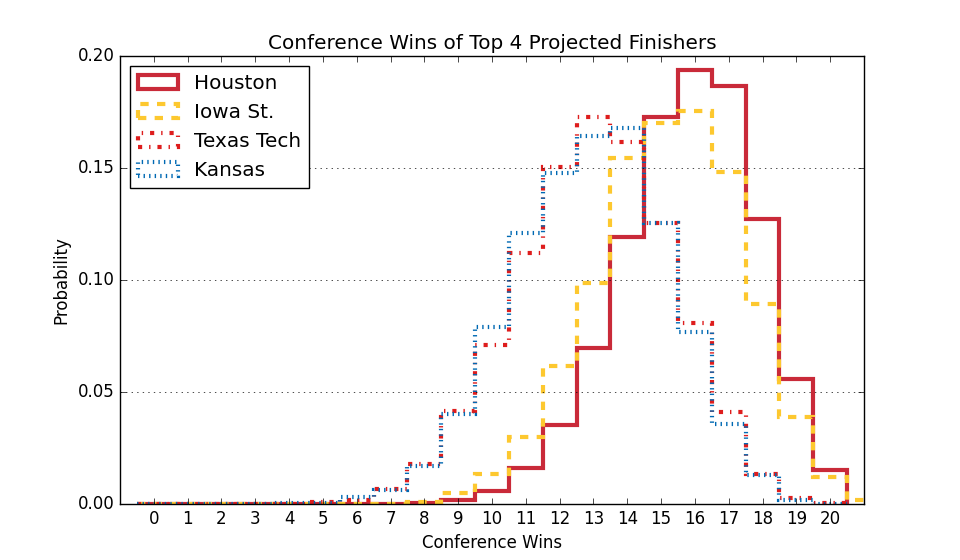 Conference Wins of Top 4 Projected Finishers
0.20
0.15
0.10
0.05
0.00
Probability
Houston
Iowa St.
Texas Tech
Kansas
0 1 2 3 4 5 6 7 8 9 10 11 12 13 14 15 16 17 18 19 20
Conference Wins